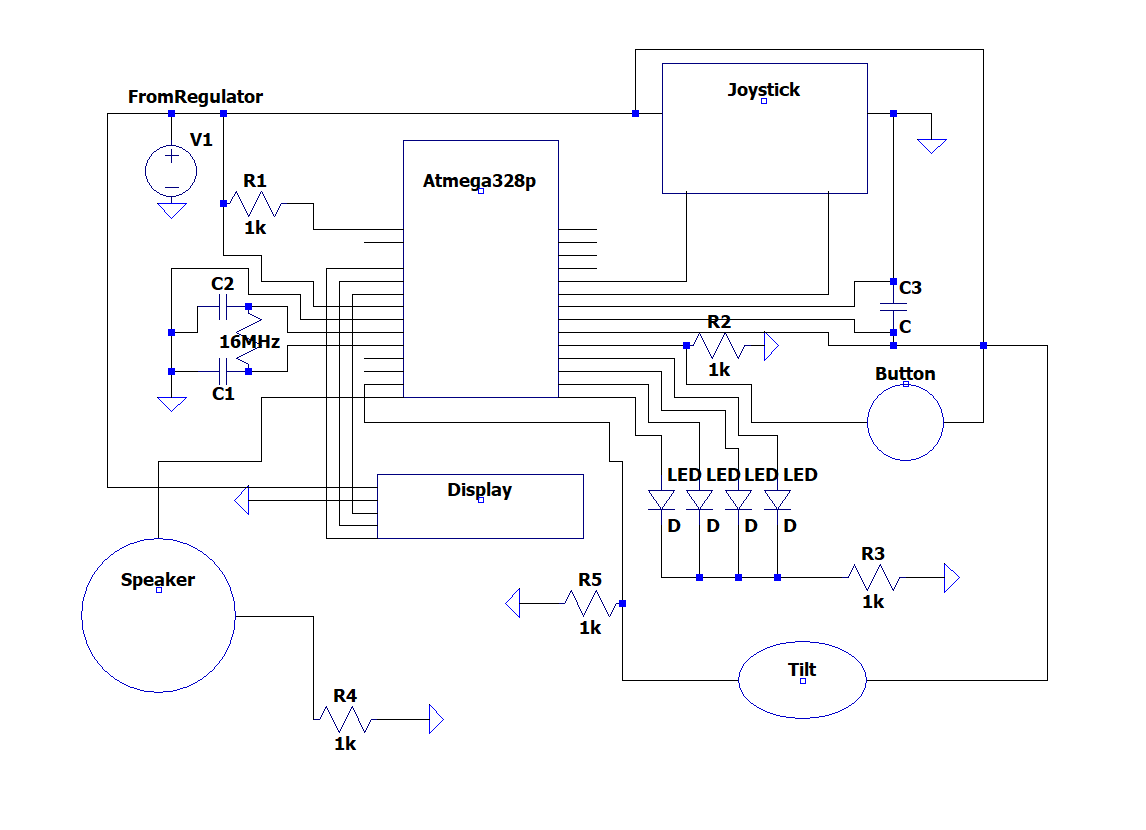 Joystick
FromRegulator
V1
Atmega328p
R1
1k
C2
C3
16MHz
R2
C
1k
Button
C1
LED LED LED LED
Display
D D D D
Speaker
R5
R3
1k
1k
Tilt
R4
1k